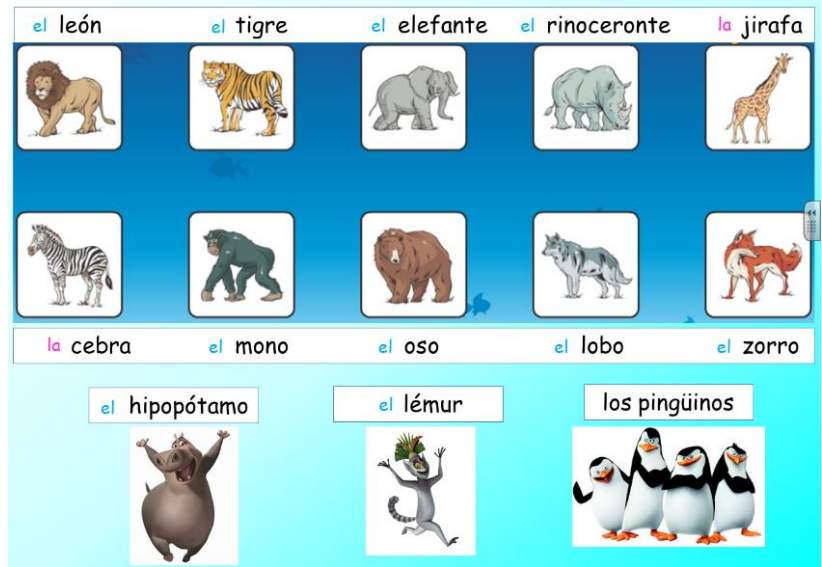 el león el tigre el elefante el rinoceronte la jirafa
la cebra el mono el oso el lobo el zorro
el hipopótamo el lémur los pingüinos